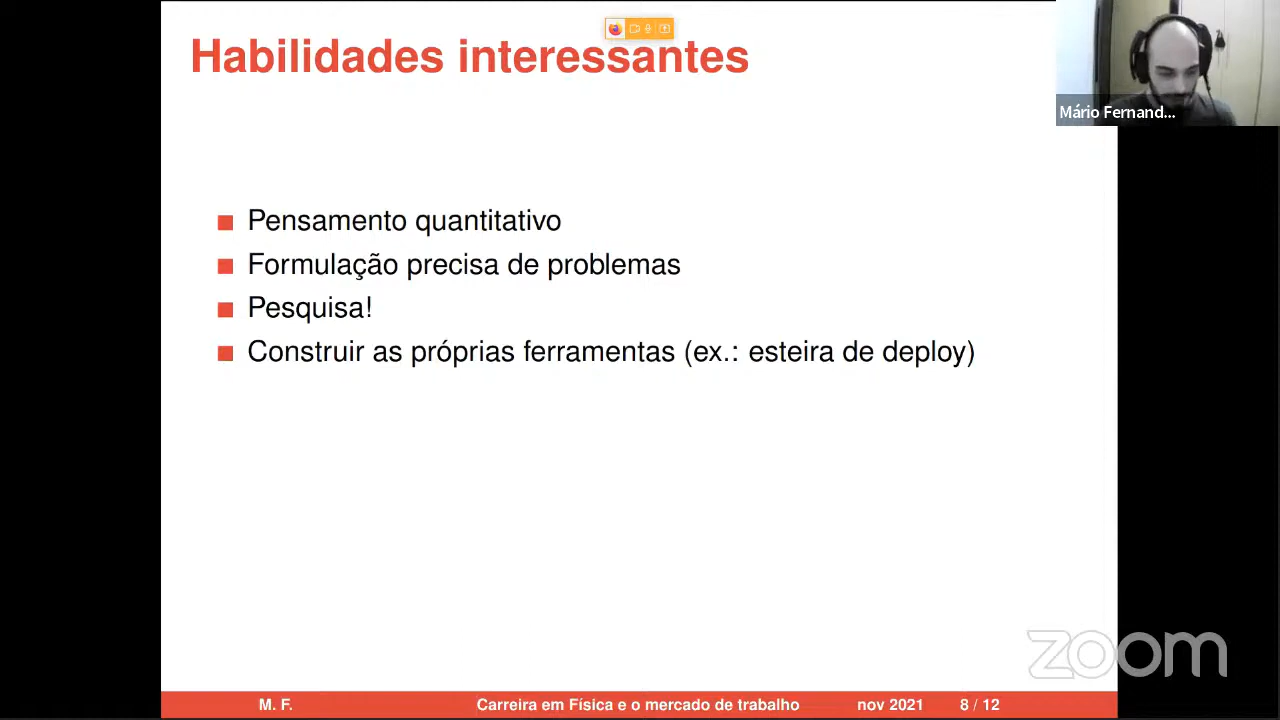 Habilidades interessantes
Mário Fernand...
Pensamento quantitativo
Formulação precisa de problemas
Pesquisa!
Construir as próprias ferramentas (ex.: esteira de deploy)
zoom
M. F. Carreira em Física e o mercado de trabalho nov 2021 8 / 12